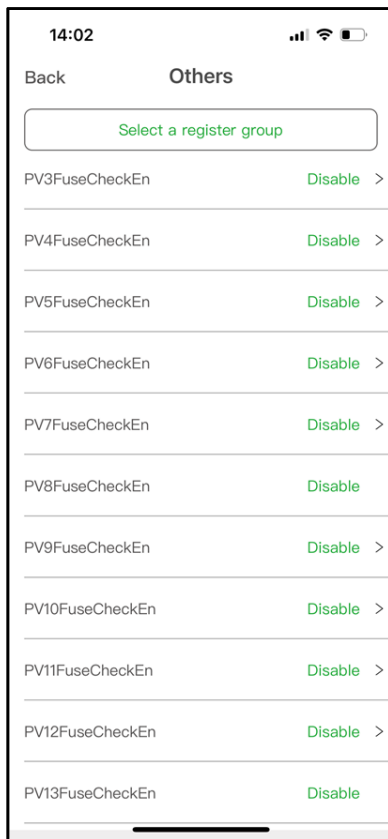 14:02
Back Others
Select a register group
PV3FuseCheckEn Disable >
PV4FuseCheckEn Disable >
PV5FuseCheckEn Disable >
PV6FuseCheckEn Disable >
PV7FuseCheckEn Disable >
PV8FuseCheckEn Disable
PV9FuseCheckEn Disable >
PV10FuseCheckEn Disable >
PV11FuseCheckEn Disable >
PV12FuseCheckEn Disable >
PV13FuseCheckEn Disable